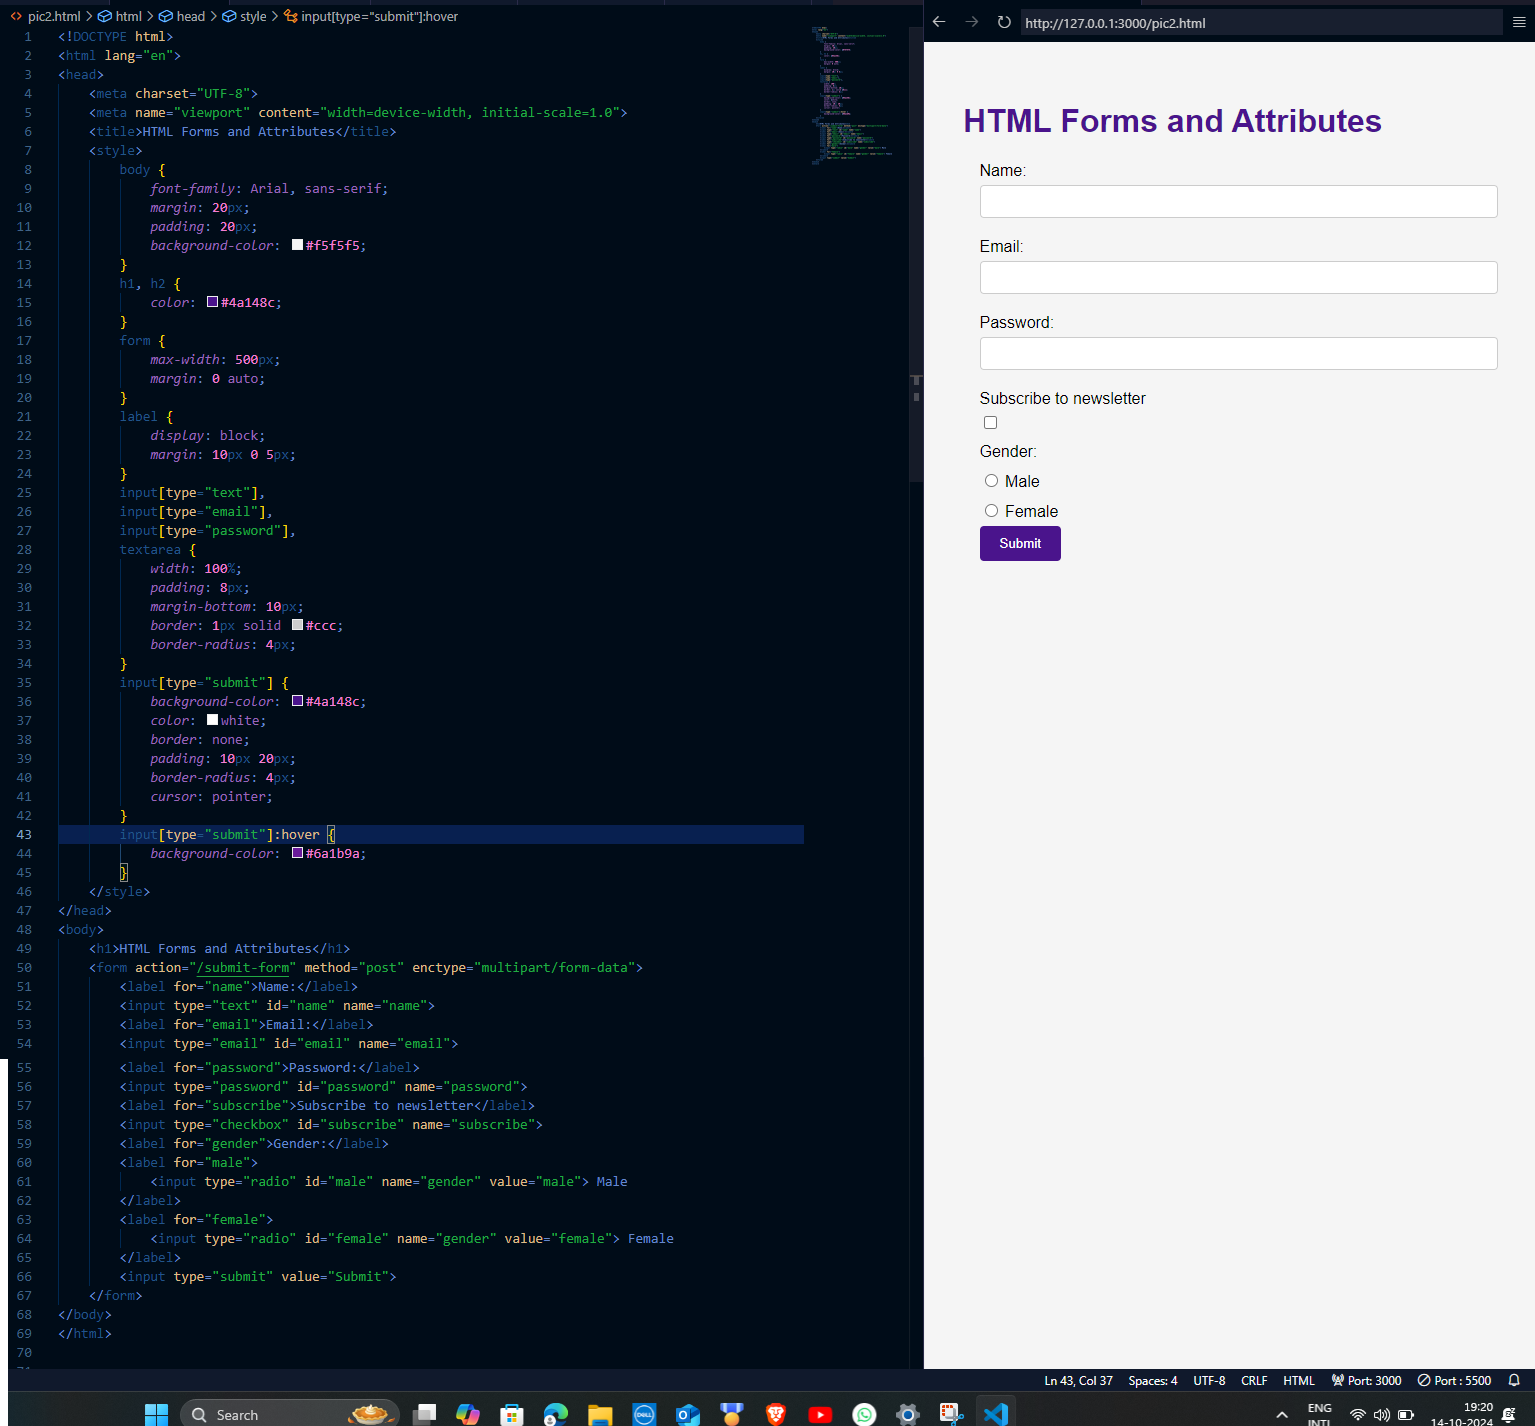 pic2.html > html > head > style > input[type="submit"]:hover
1 <!DOCTYPE html>
2 <html lang="en">
3 <head>
4 <meta charset="UTF-8">
5 <meta name="viewport" content="width=device-width, initial-scale=1.0">
6 <title>HTML Forms and Attributes</title>
7 <style>
8 body {
9 font-family: Arial, sans-serif;
10 margin: 20px;
11 padding: 20px;
12 background-color: #f5f5f5;
13 }
14 h1, h2 {
15 color: #4a148c;
16 }
17 form {
18 max-width: 500px;
19 margin: 0 auto;
20 }
21 label {
22 display: block;
23 margin: 10px 0 5px;
24 }
25 input[type="text"],
26 input[type="email"],
27 input[type="password"],
28 textarea {
29 width: 100%;
30 padding: 8px;
31 margin-bottom: 10px;
32 border: 1px solid #ccc;
33 border-radius: 4px;
34 }
35 input[type="submit"] {
36 background-color: #4a148c;
37 color: white;
38 border: none;
39 padding: 10px 20px;
40 border-radius: 4px;
41 cursor: pointer;
42 }
43 input[type="submit"]:hover {
44 background-color: #6a1b9a;
45 }
46 </style>
47 </head>
48 <body>
49 <h1>HTML Forms and Attributes</h1>
50 <form action="/submit-form" method="post" enctype="multipart/form-data">
51 <label for="name">Name:</label>
52 <input type="text" id="name" name="name">
53 <label for="email">Email:</label>
54 <input type="email" id="email" name="email">
55 <label for="password">Password:</label>
56 <input type="password" id="password" name="password">
57 <label for="subscribe">Subscribe to newsletter</label>
58 <input type="checkbox" id="subscribe" name="subscribe">
59 <label for="gender">Gender:</label>
60 <label for="male">
61 <input type="radio" id="male" name="gender" value="male"> Male
62 </label>
63 <label for="female">
64 <input type="radio" id="female" name="gender" value="female"> Female
65 </label>
66 <input type="submit" value="Submit">
67 </form>
68 </body>
69 </html>
70
http://127.0.0.1:3000/pic2.html
HTML Forms and Attributes
Name:
Email:
Password:
Subscribe to newsletter
Gender:
Male
Female
Submit
Ln 43, Col 37 Spaces: 4 UTF-8 CRLF HTML Port: 3000 Port : 5500
Search
DELL
ENG
INTL
19:20
14-10-2024